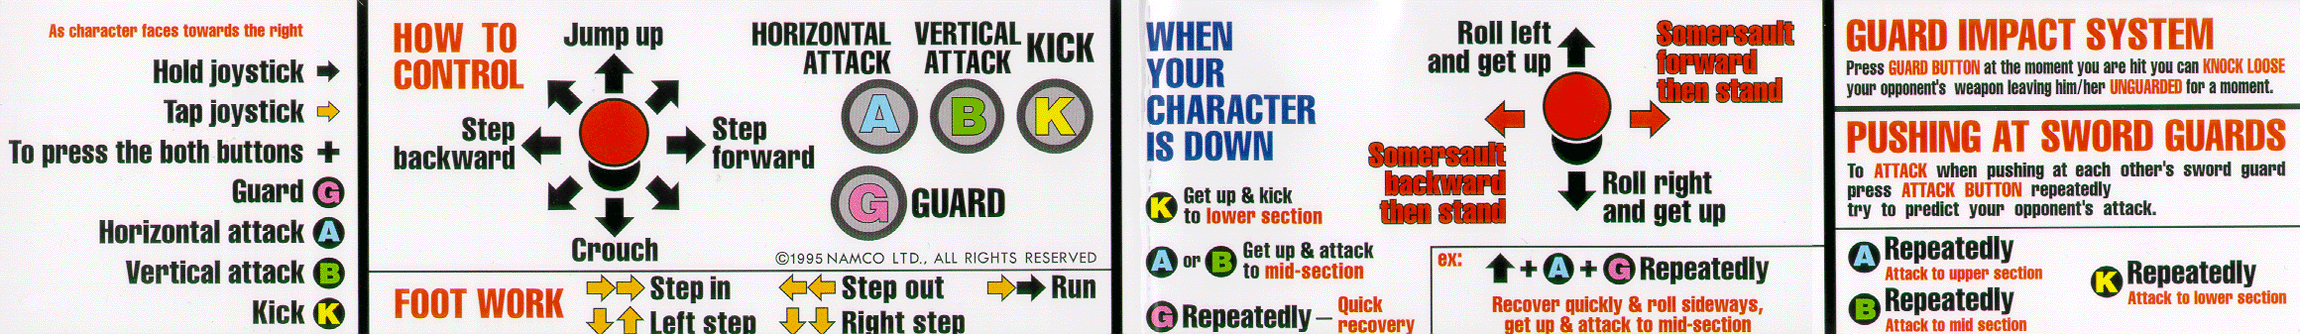 As character faces towards the right
Hold joystick
Tap joystick
To press the both buttons
Guard G
Horizontal attack A
Vertical attack B
Kick K
HOW TO
CONTROL
Jump up
Step
backward
Step
forward
Crouch
HORIZONTAL
ATTACK
VERTICAL
ATTACK
KICK
A
B
K
G GUARD
©1995 NAMCO LTD., ALL RIGHTS RESERVED
FOOT WORK
Step in
Step out
Run
Left step
Right step
WHEN
YOUR
CHARACTER
IS DOWN
K Get up & kick
to lower section
A or B Get up & attack
to mid-section
G Repeatedly – Quick
recovery
Roll left
and get up
Somersault
forward
then stand
Somersault
backward
then stand
Roll right
and get up
ex: + A + G Repeatedly
Recover quickly & roll sideways,
get up & attack to mid-section
GUARD IMPACT SYSTEM
Press GUARD BUTTON at the moment you are hit you can KNOCK LOOSE
your opponent's weapon leaving him/her UNGUARDED for a moment.
PUSHING AT SWORD GUARDS
To ATTACK when pushing at each other's sword guard
press ATTACK BUTTON repeatedly
try to predict your opponent's attack.
A Repeatedly
Attack to upper section
B Repeatedly
Attack to mid section
K Repeatedly
Attack to lower section